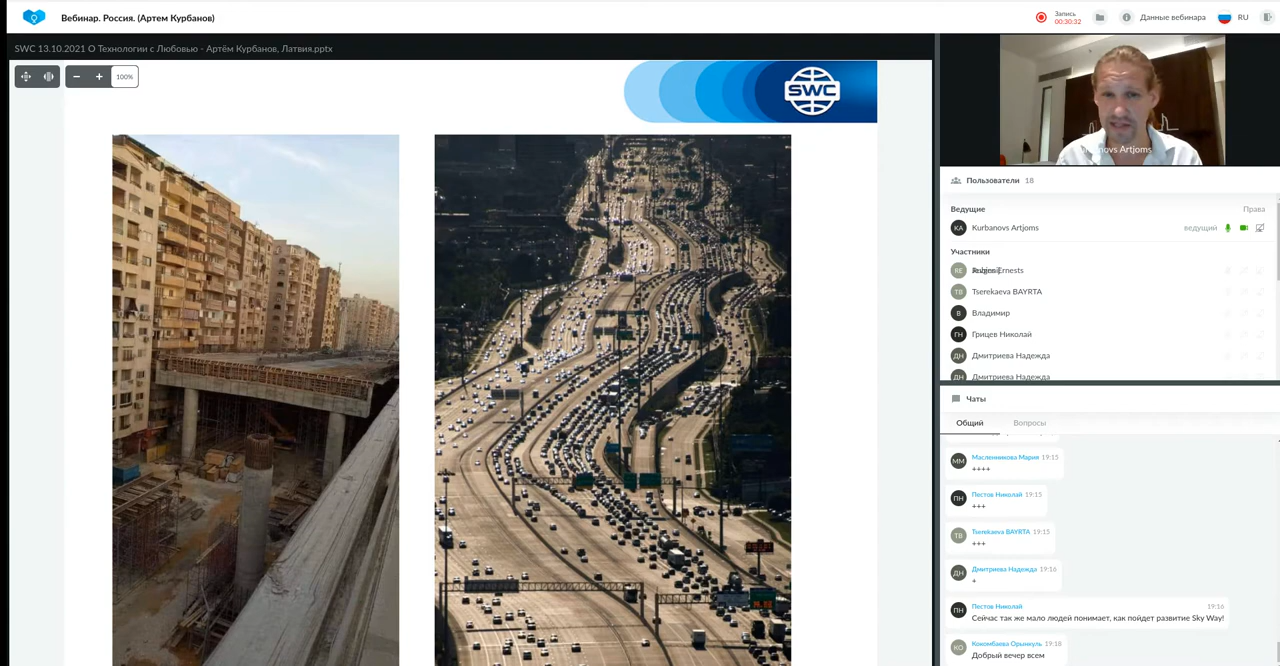 Вебинар. Россия. (Артем Курбанов)
Запись
00:30:32
Данные вебинара
RU
SWC 13.10.2021 О Технологии с Любовью - Артём Курбанов, Латвия.pptx
100%
SWC
Artjoms
Пользователи 18
Ведущие
Права
KA
Kurbanovs Artjoms
ведущий
Участники
RE
Ernests
TB
Tserekaeva BAYRTA
В
Владимир
ГН
Грицев Николай
ДН
Дмитриева Надежда
ДН
Дмитриева Надежда
Чаты
Общий
Вопросы
ММ
Масленникова Мария 19:15
++++
ПН
Пестов Николай 19:15
+++
TB
Tserekaeva BAYRTA 19:15
+++
ДН
Дмитриева Надежда 19:16
+
ПН
Пестов Николай 19:16
Сейчас так же мало людей понимает, как пойдет развитие Sky Way!
КО
Кокомбаева Орынкуль 19:18
Добрый вечер всем